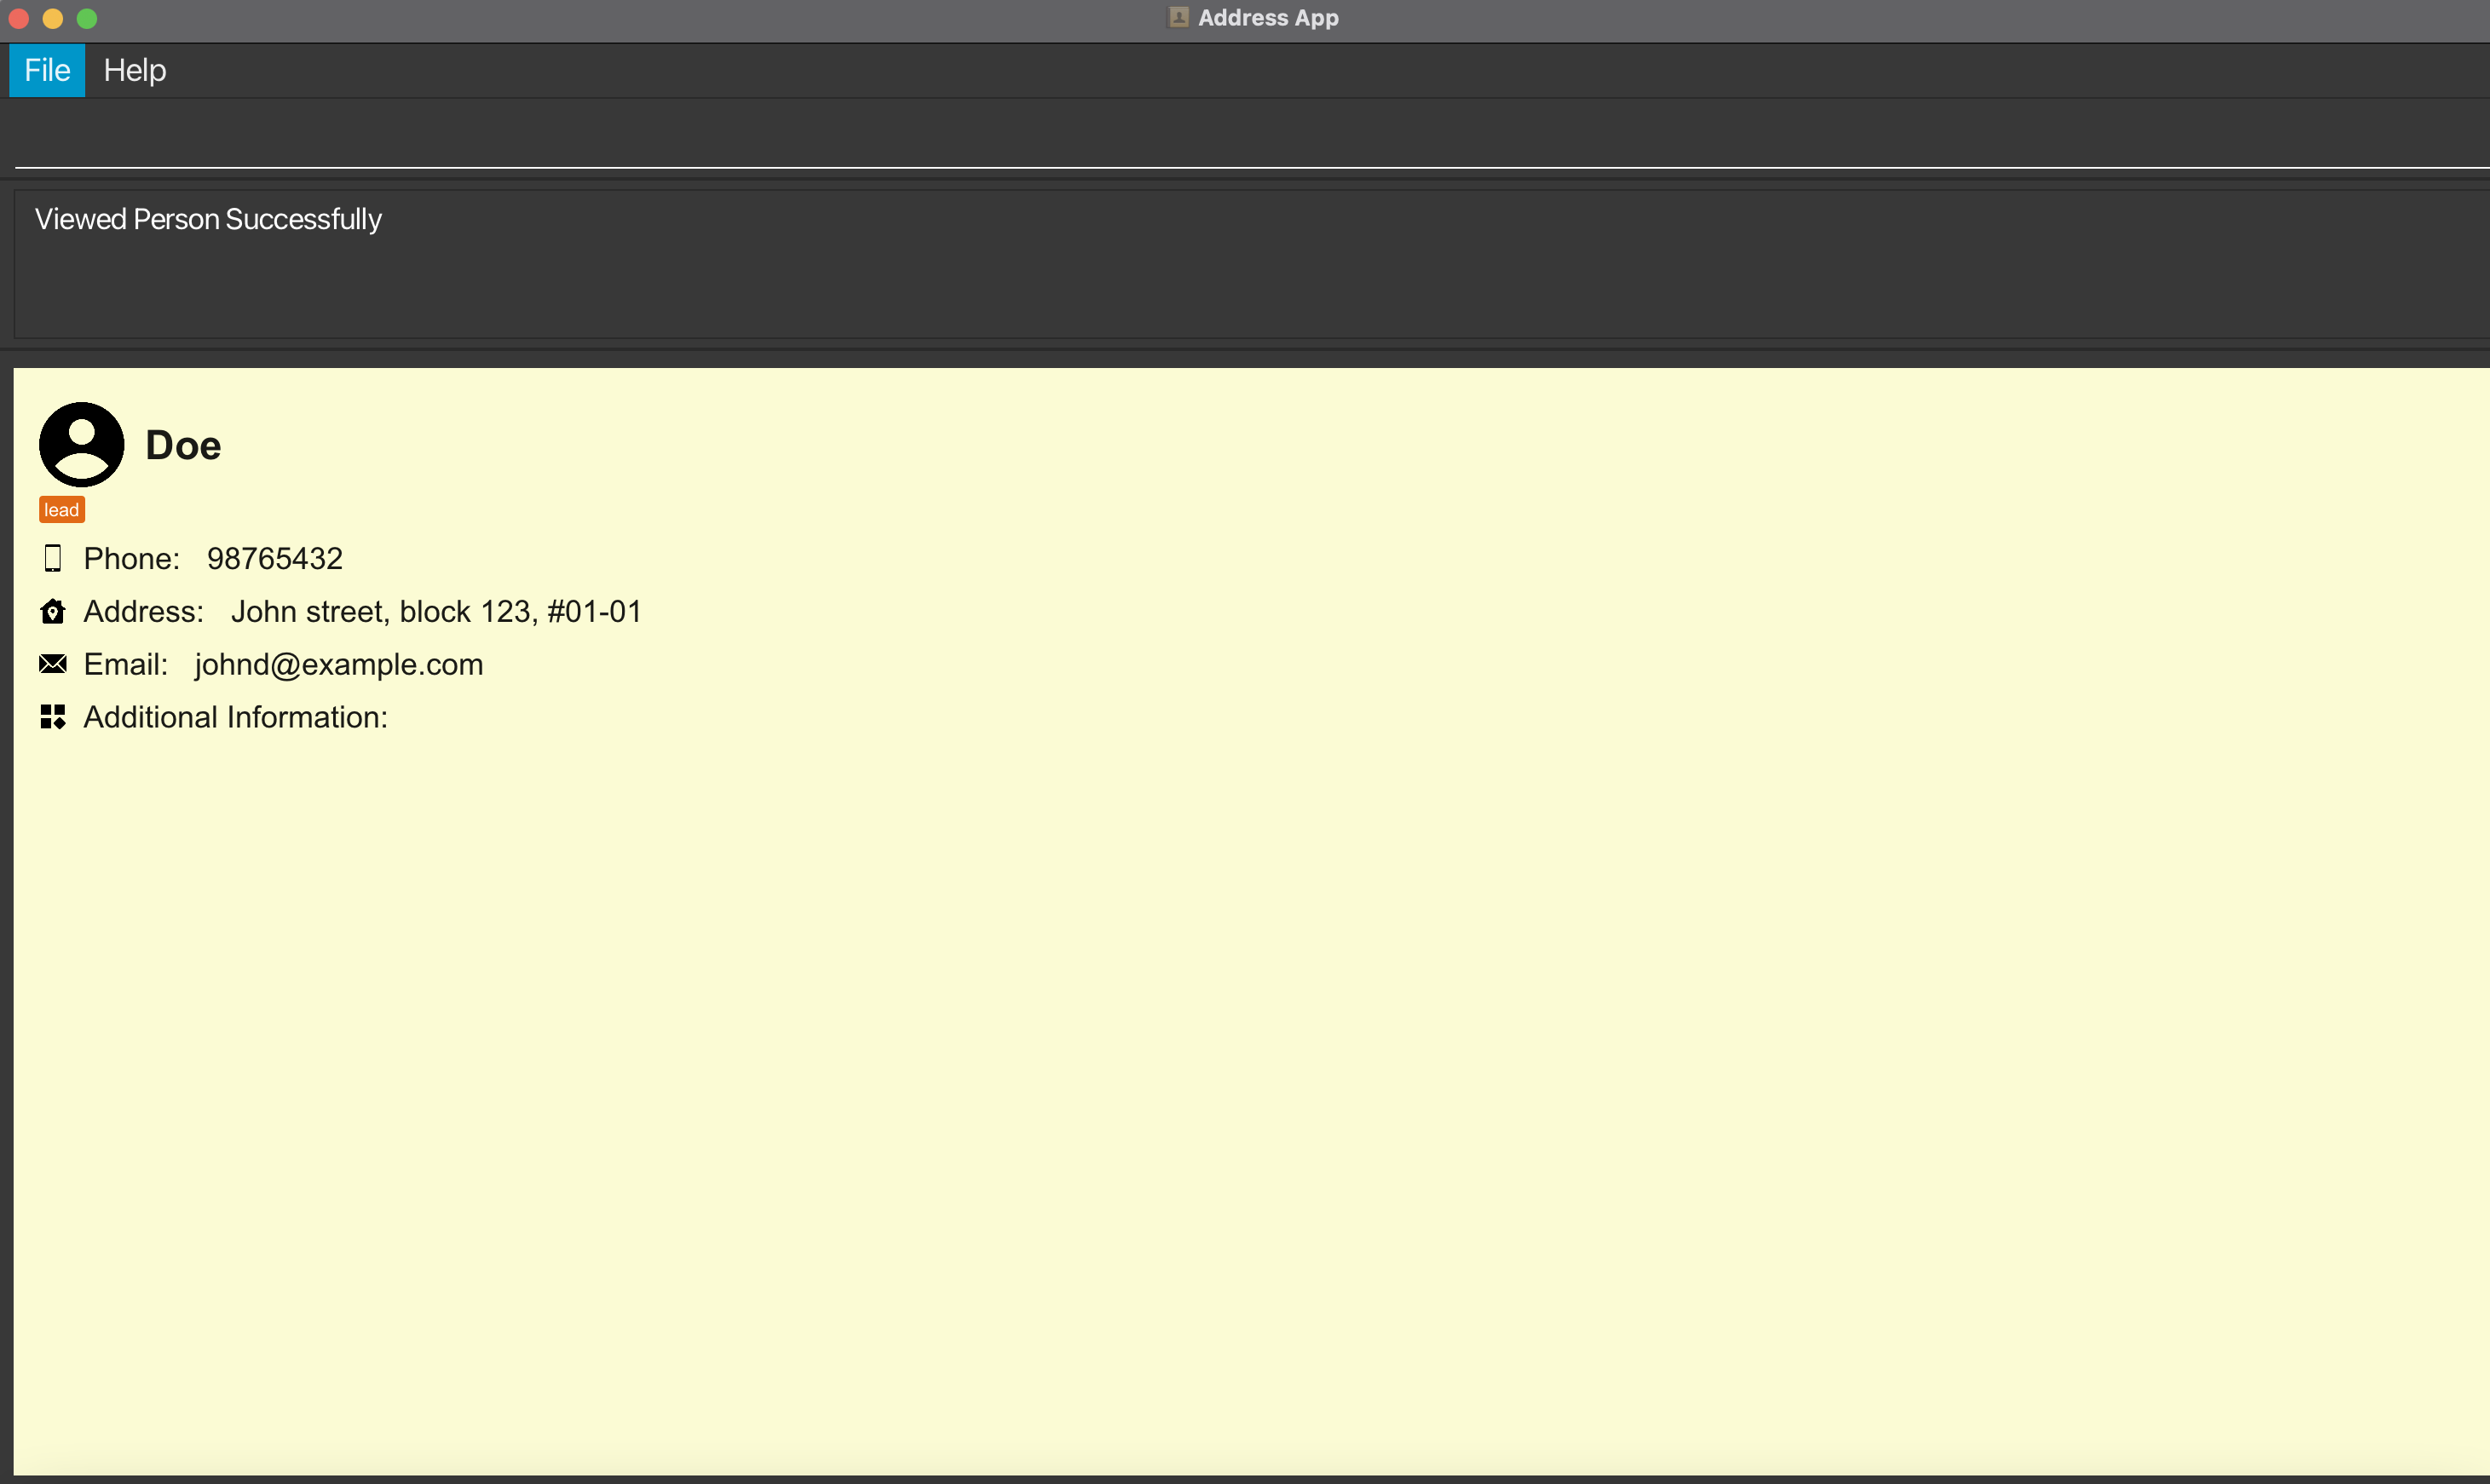 Address App
File Help
Viewed Person Successfully
Doe
lead
Phone: 98765432
Address: John street, block 123, #01-01
Email: johnd@example.com
Additional Information: